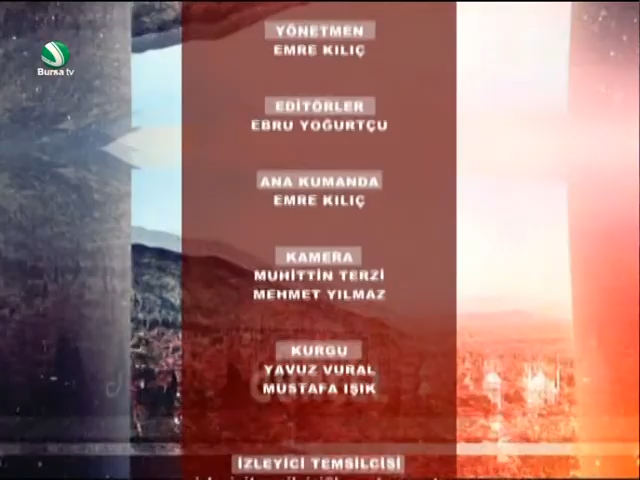 Bursa tv
YÖNETMEN
EMRE KILIÇ
EDİTÖRLER
EBRU YOĞURTÇU
ANA KUMANDA
EMRE KILIÇ
KAMERA
MUHİTTİN TERZİ
MEHMET YILMAZ
KURGU
YAVUZ VURAL
MUSTAFA IŞIK
İZLEYİCİ TEMSİLCİSİ